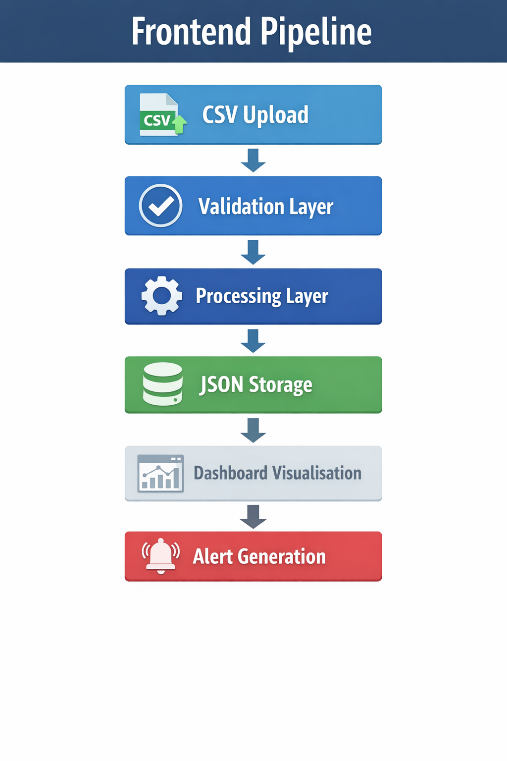 Frontend Pipeline
CSV
CSV Upload
Validation Layer
Processing Layer
JSON Storage
Dashboard Visualisation
Alert Generation